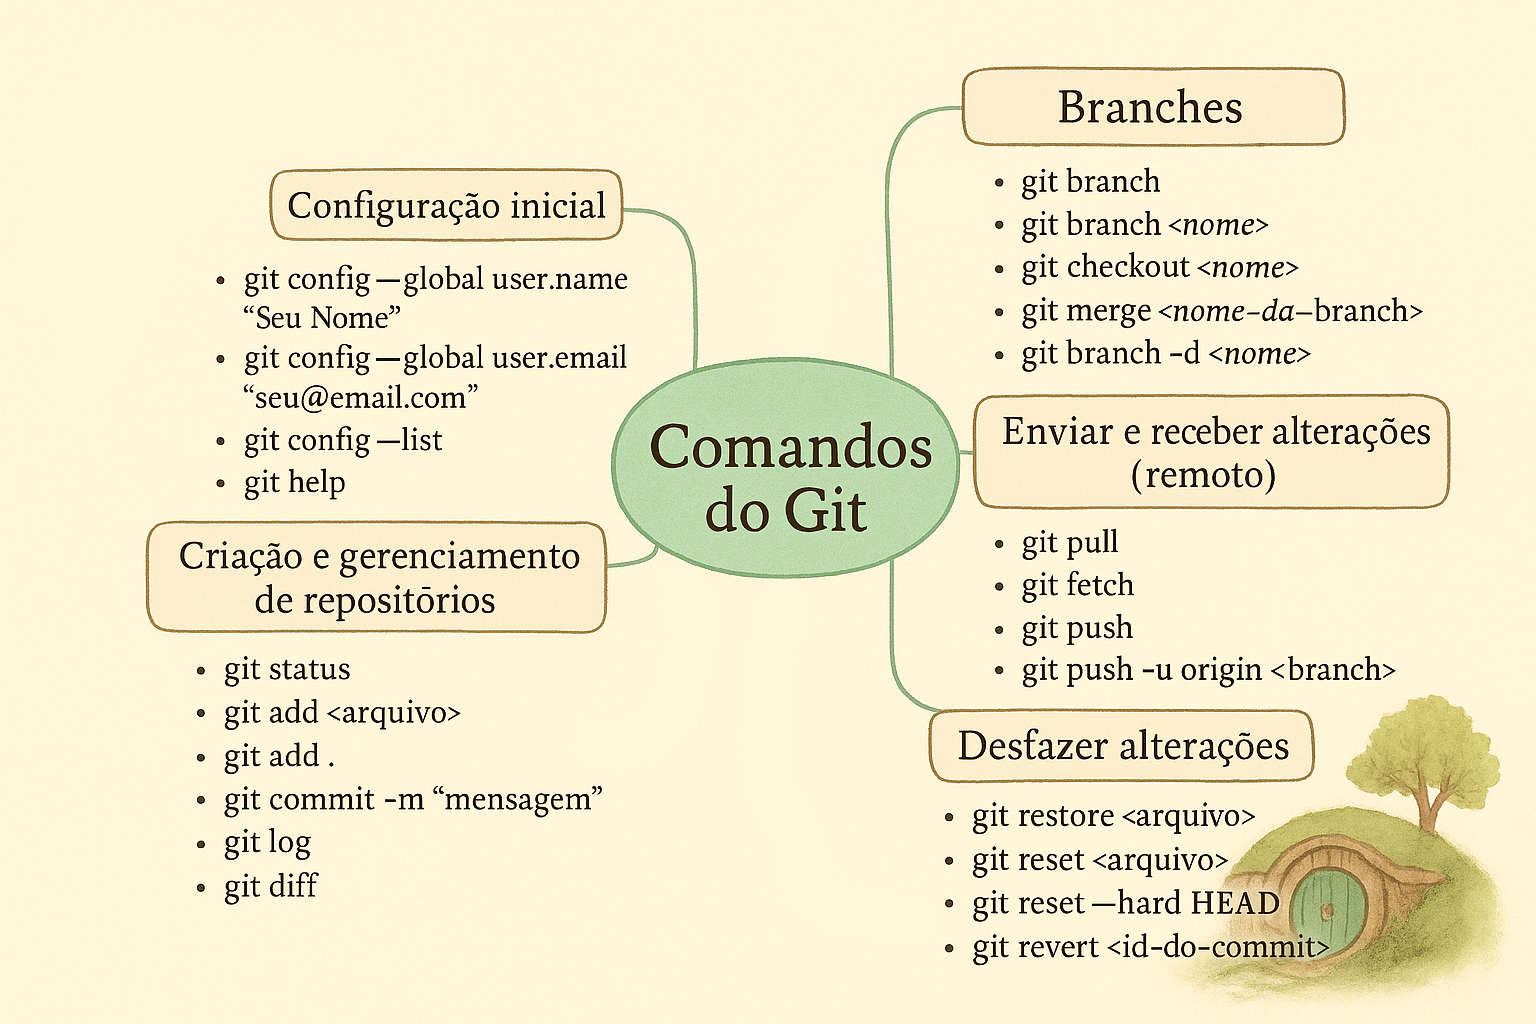 Comandos
do Git
Configuração inicial
• git config —global user.name
“Seu Nome”
• git config —global user.email
“seu@email.com”
• git config —list
• git help
Criação e gerenciamento
de repositōrios
• git status
• git add <arquivo>
• git add .
• git commit -m “mensagem”
• git log
• git diff
Branches
• git branch
• git branch <nome>
• git checkout <nome>
• git merge <nome-da–branch>
• git branch -d <nome>
Enviar e receber alterações
(remoto)
• git pull
• git fetch
• git push
• git push -u origin <branch>
Desfazer alterações
• git restore <arquivo>
• git reset <arquivo>
• git reset —hard HEAD
• git revert <id-do-commit>